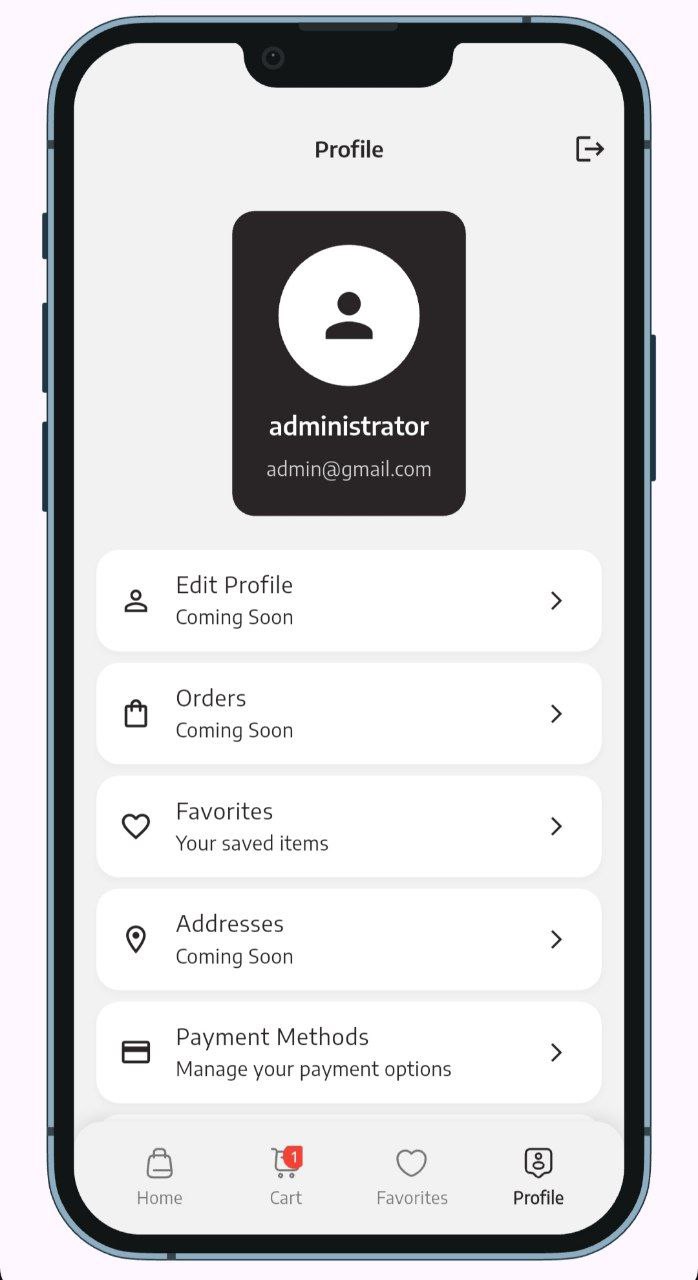 Profile
administrator
admin@gmail.com
Edit Profile
Coming Soon
Orders
Coming Soon
Favorites
Your saved items
Addresses
Coming Soon
Payment Methods
Manage your payment options
1
Home
Cart
Favorites
Profile